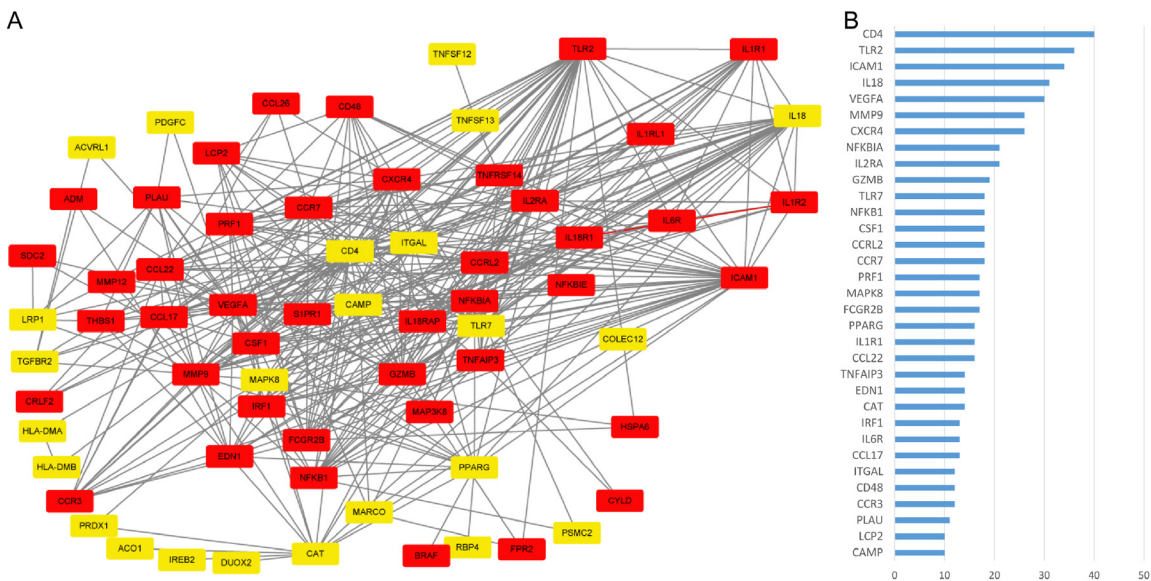 A
TNFSF12
TLR2
IL1R1
CCL26
CD48
PDGFC
TNFSF13
IL18
IL1RL1
ACVRL1
LCP2
CXCR4
TNFRSF14
ADM
PLAU
IL2RA
IL1R2
PRF1
CCR7
IL6R
CD4
ITGAL
IL18R1
SDC2
CCL22
CCRL2
ICAM1
MMP12
NFKBIE
LRP1
THBS1
CCL17
VEGFA
S1PR1
CAMP
NFKBIA
IL18RAP
TLR7
COLEC12
TGFBR2
CSF1
TNFAIP3
MMP9
MAPK8
GZMB
CRLF2
IRF1
MAP3K8
HLA-DMA
HSPA6
FCGR2B
HLA-DMB
EDN1
NFKB1
PPARG
CCR3
CYLD
MARCO
PRDX1
PSMC2
ACO1
IREB2
DUOX2
CAT
BRAF
RBP4
FPR2
B
CD4
TLR2
ICAM1
IL18
VEGFA
MMP9
CXCR4
NFKBIA
IL2RA
GZMB
TLR7
NFKB1
CSF1
CCRL2
CCR7
PRF1
MAPK8
FCGR2B
PPARG
IL1R1
CCL22
TNFAIP3
EDN1
CAT
IRF1
IL6R
CCL17
ITGAL
CD48
CCR3
PLAU
LCP2
CAMP
0 10 20 30 40 50